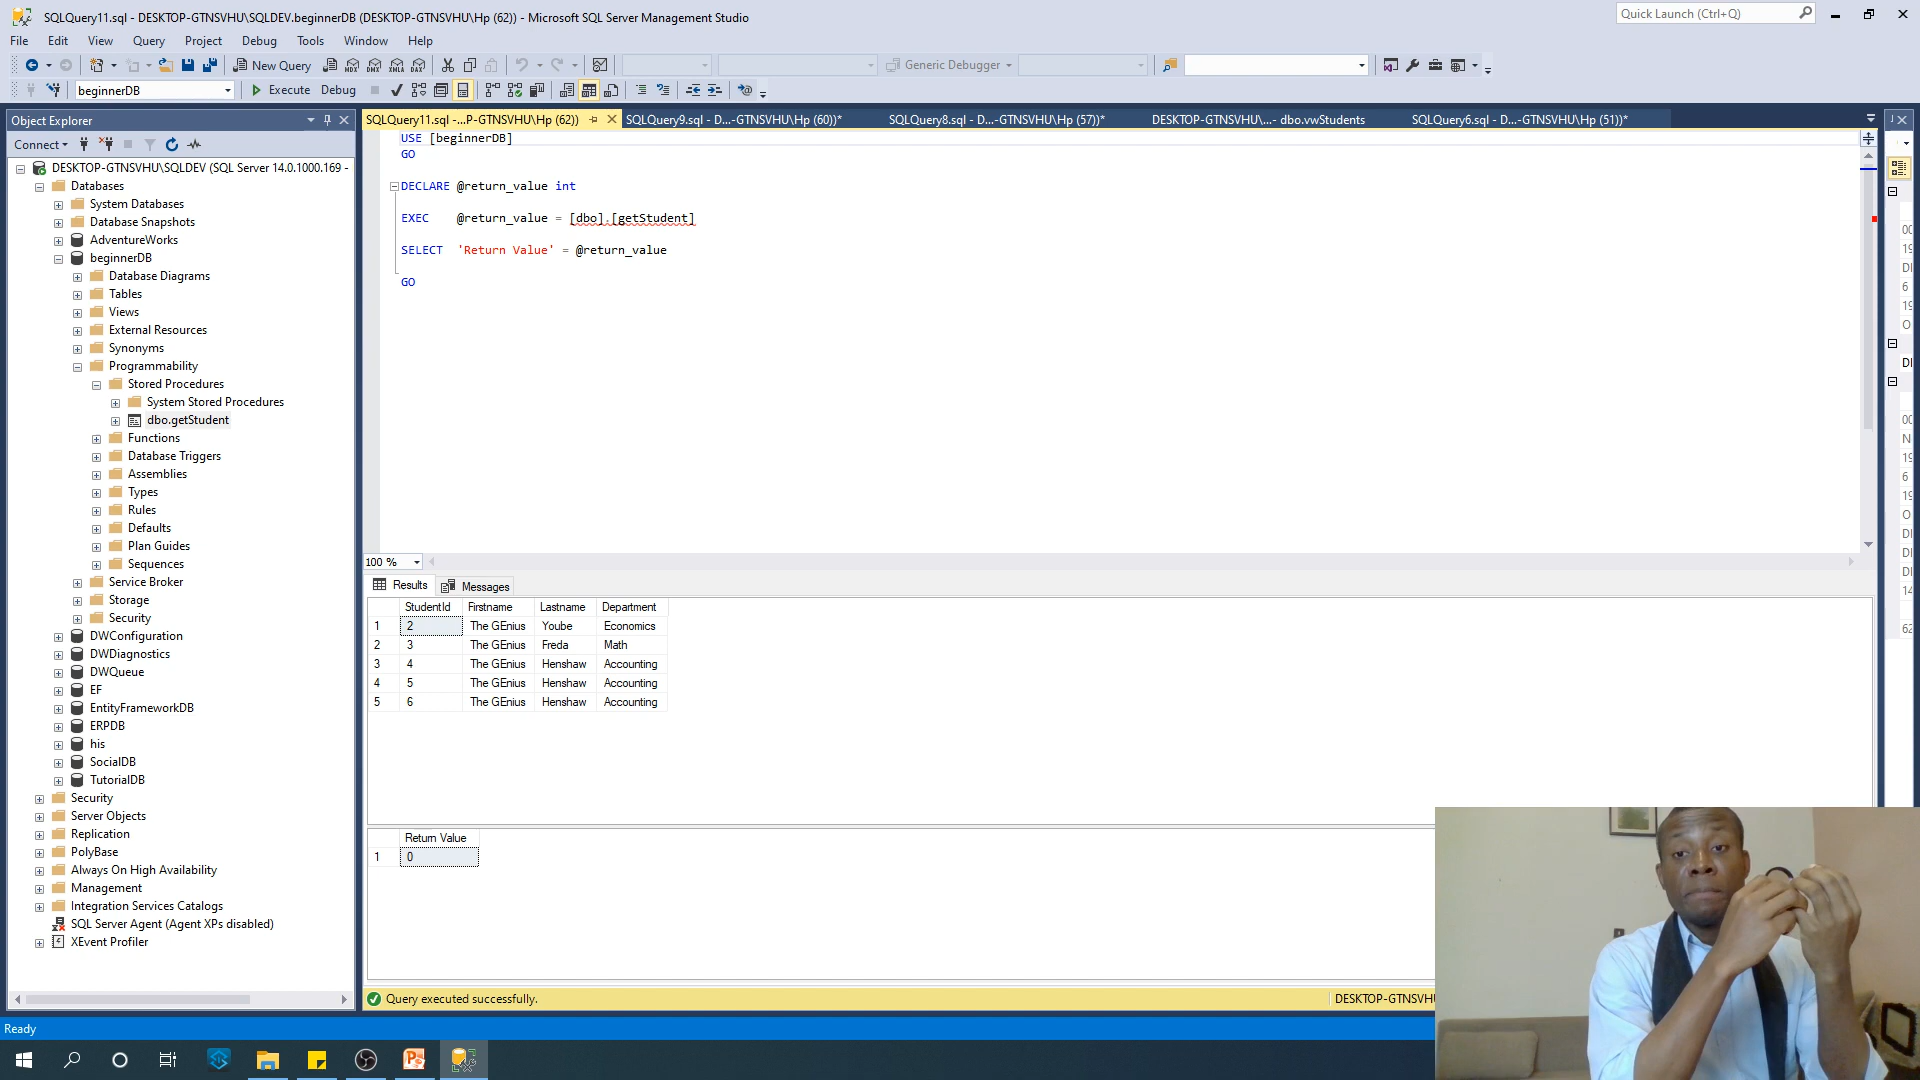 SQLQuery11.sql - DESKTOP-GTNSVHU\SQLDEV.beginnerDB (DESKTOP-GTNSVHU\Hp (62)) - Microsoft SQL Server Management Studio
Quick Launch (Ctrl+Q)
File Edit View Query Project Debug Tools Window Help
New Query
MDX DMX XMLA DAX
Generic Debugger
beginnerDB
Execute Debug
Object Explorer
Connect
DESKTOP-GTNSVHU\SQLDEV (SQL Server 14.0.1000.169 -
Databases
System Databases
Database Snapshots
AdventureWorks
beginnerDB
Database Diagrams
Tables
Views
External Resources
Synonyms
Programmability
Stored Procedures
System Stored Procedures
dbo.getStudent
Functions
Database Triggers
Assemblies
Types
Rules
Defaults
Plan Guides
Sequences
Service Broker
Storage
Security
DWConfiguration
DWDiagnostics
DWQueue
EF
EntityFrameworkDB
ERPDB
his
SocialDB
TutorialDB
Security
Server Objects
Replication
PolyBase
Always On High Availability
Management
Integration Services Catalogs
SQL Server Agent (Agent XPs disabled)
XEvent Profiler
SQLQuery11.sql -...P-GTNSVHU\Hp (62)) SQLQuery9.sql - D...-GTNSVHU\Hp (60))* SQLQuery8.sql - D...-GTNSVHU\Hp (57))* DESKTOP-GTNSVHU\...- dbo.vwStudents SQLQuery6.sql - D...-GTNSVHU\Hp (51))*
USE [beginnerDB]
GO
DECLARE @return_value int
EXEC @return_value = [dbo].[getStudent]
SELECT 'Return Value' = @return_value
GO
100 %
Results Messages
StudentId Firstname Lastname Department
1 2 The GEnius Yoube Economics
2 3 The GEnius Freda Math
3 4 The GEnius Henshaw Accounting
4 5 The GEnius Henshaw Accounting
5 6 The GEnius Henshaw Accounting
Return Value
1 0
Query executed successfully.
DESKTOP-GTNSVHU
Ready